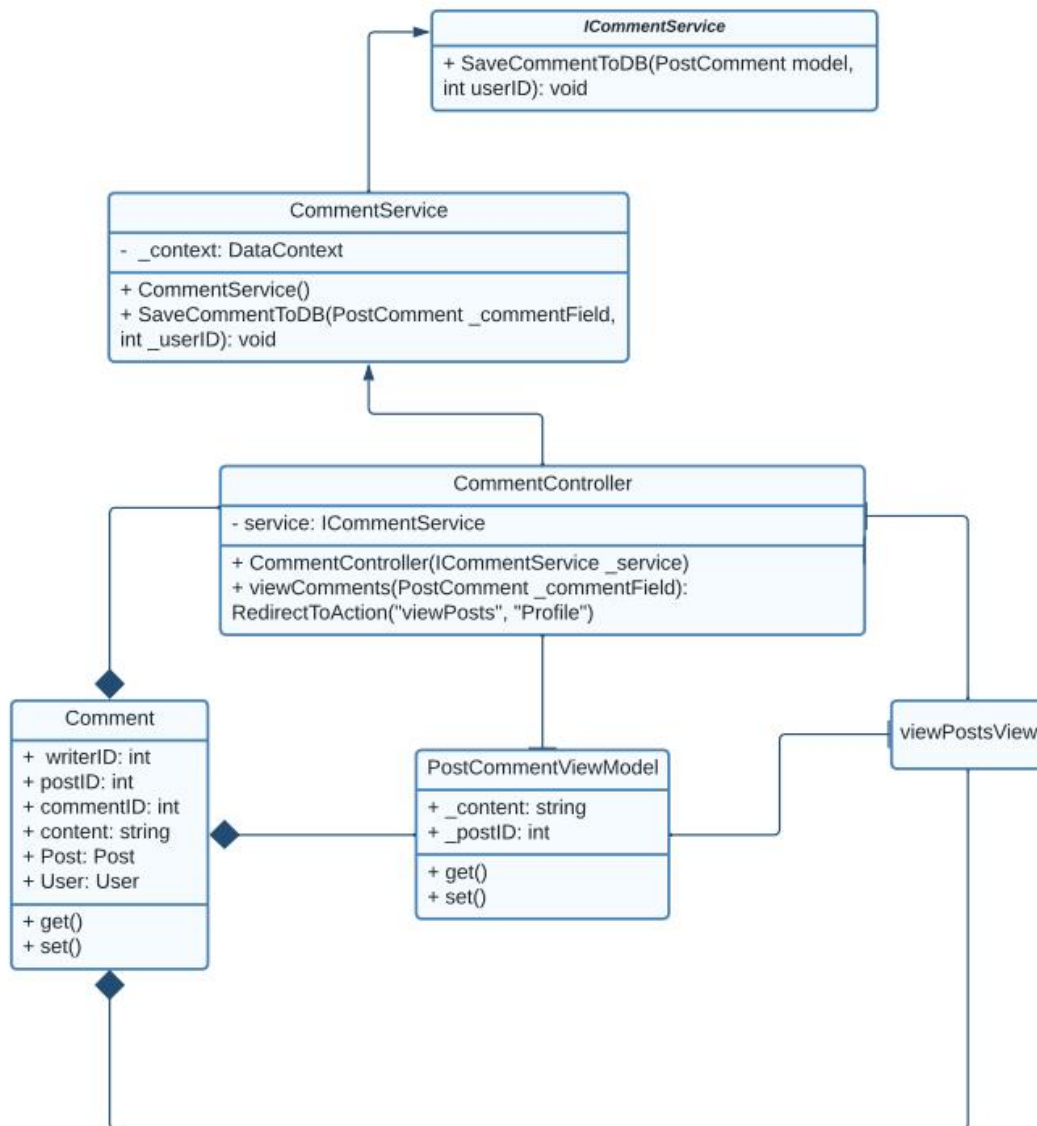 ICommentService
+ SaveCommentToDB(PostComment model,
int userID): void
CommentService
- _context: DataContext
+ CommentService()
+ SaveCommentToDB(PostComment _commentField,
int _userID): void
CommentController
- service: ICommentService
+ CommentController(ICommentService _service)
+ viewComments(PostComment _commentField):
RedirectToAction("viewPosts", "Profile")
Comment
+ writerID: int
+ postID: int
+ commentID: int
+ content: string
+ Post: Post
+ User: User
+ get()
+ set()
PostCommentViewModel
+ _content: string
+ _postID: int
+ get()
+ set()
viewPostsView